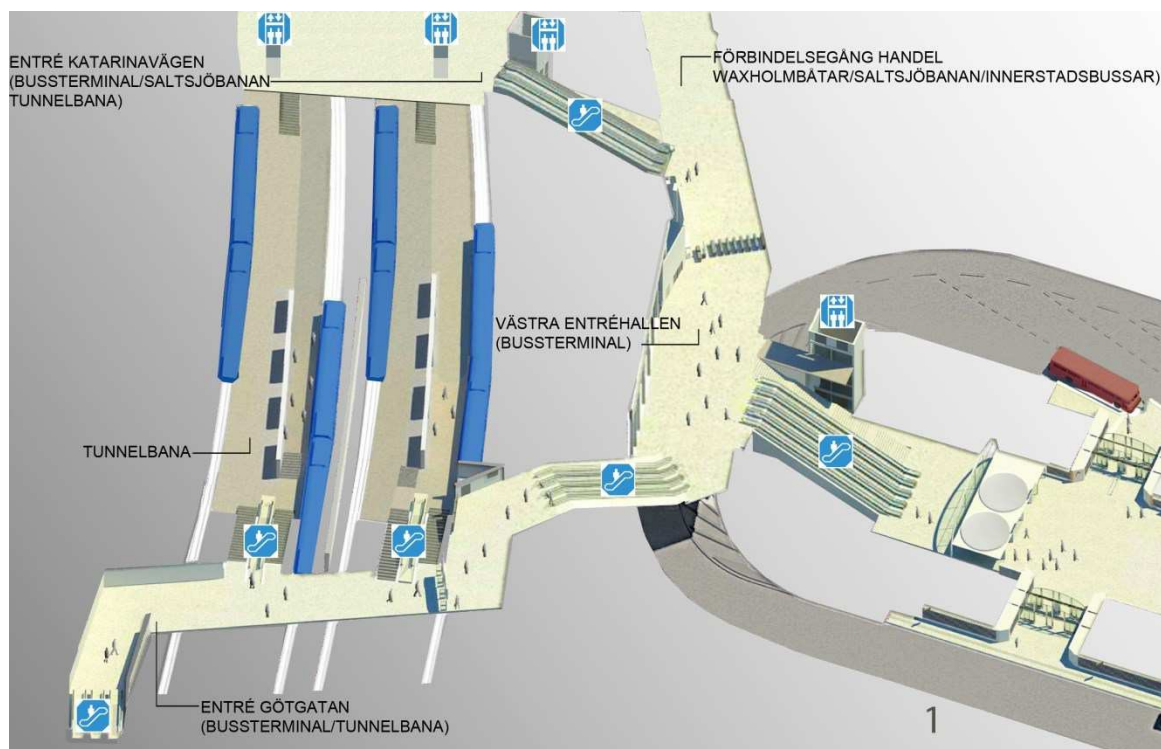 ENTRÉ KATARINAVÄGEN
(BUSSTERMINAL/SALTSJÖBANAN
TUNNELBANA)
FÖRBINDELSEGÅNG HANDEL
WAXHOLMBÅTAR/SALTSJÖBANAN/INNERSTADSBUSSAR)
VÄSTRA ENTRÉHALLEN
(BUSSTERMINAL)
TUNNELBANA
ENTRÉ GÖTGATAN
(BUSSTERMINAL/TUNNELBANA)
1